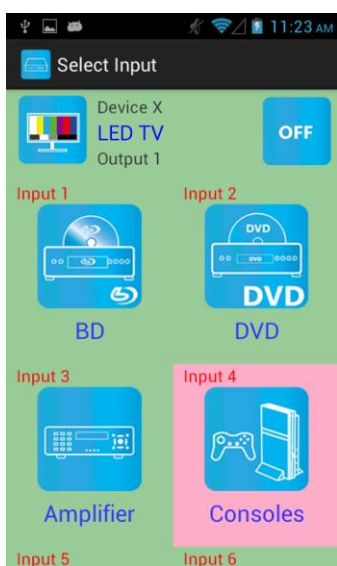 11:23 AM
Select Input
Device X
LED TV
Output 1
OFF
Input 1
Input 2
DVD
DVD
DVD
BD
DVD
Input 3
Input 4
Amplifier
Consoles
Input 5
Input 6